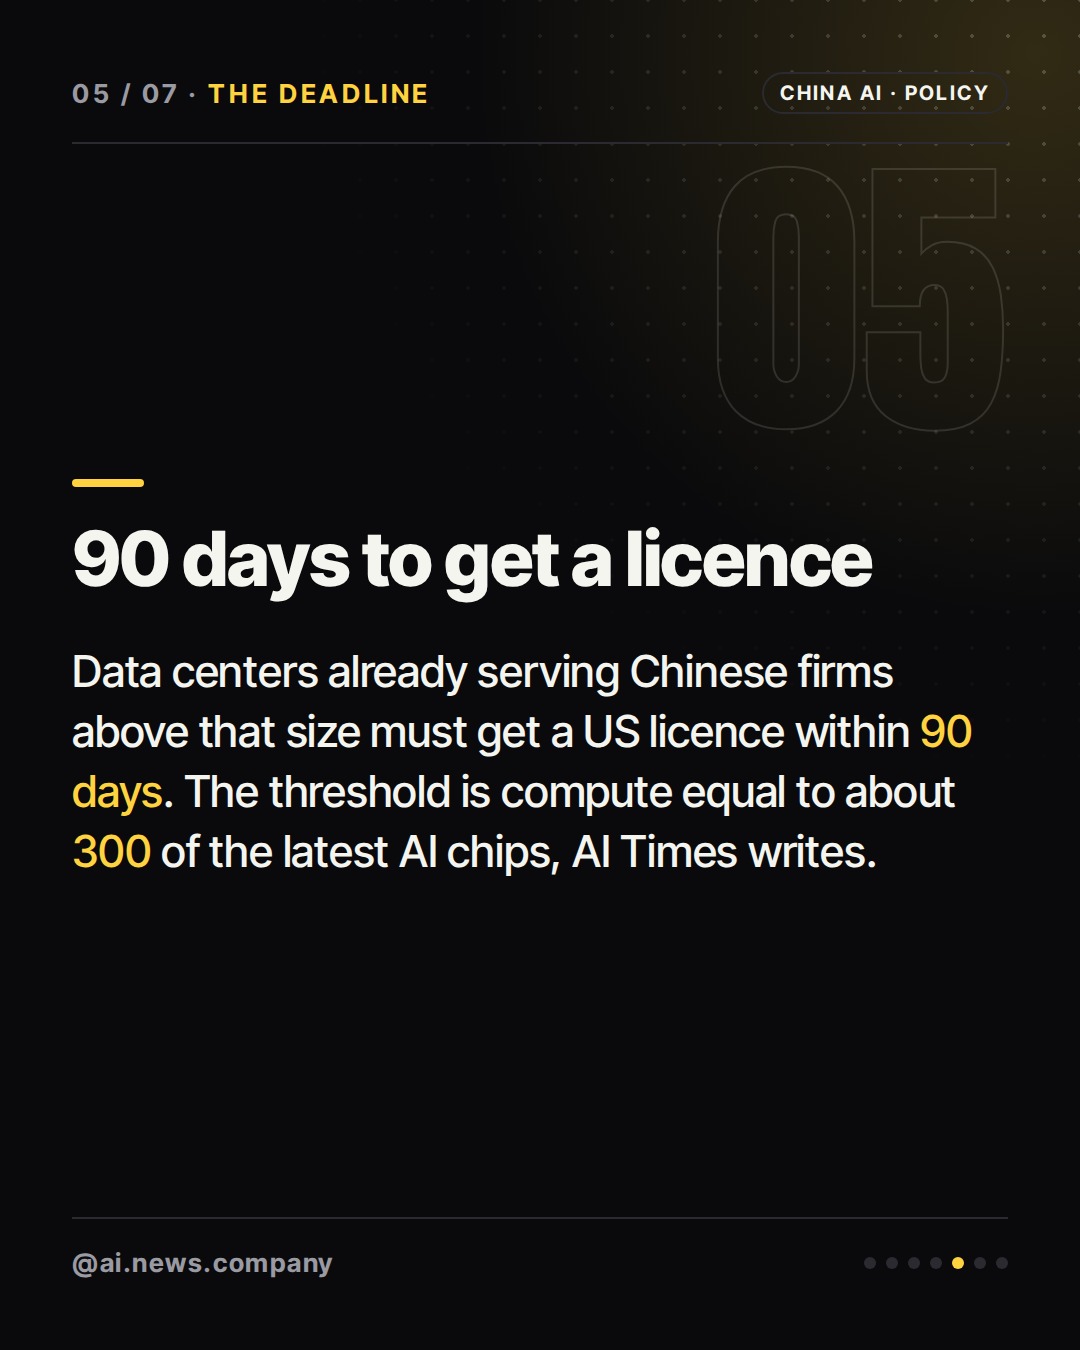 05 / 07 · THE DEADLINE
CHINA AI · POLICY
05
90 days to get a licence
Data centers already serving Chinese firms
above that size must get a US licence within 90
days. The threshold is compute equal to about
300 of the latest AI chips, AI Times writes.
@ai.news.company